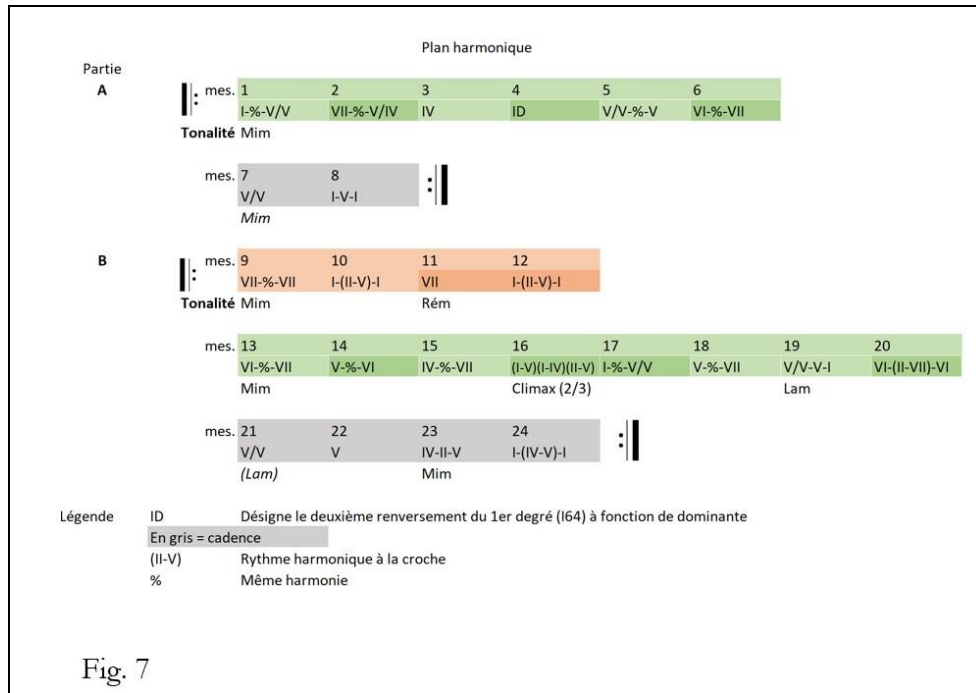 Plan harmonique
Partie
A mes. 1 2 3 4 5 6
I-%-V/V VII-%-V/IV IV ID V/V-%-V VI-%-VII
Tonalité Mim
mes. 7 8
V/V I-V-I
Mim
B mes. 9 10 11 12
VII-%-VII I-(II-V)-I VII I-(II-V)-I
Tonalité Mim Rém
mes. 13 14 15 16 17 18 19 20
VI-%-VII V-%-VI IV-%-VII (I-V)(I-IV)(II-V) I-%-V/V V-%-VII V/V-V-I VI-(II-VII)-VI
Mim Climax (2/3) Lam
mes. 21 22 23 24
V/V V IV-II-V I-(IV-V)-I
(Lam) Mim
Légende ID Désigne le deuxième renversement du 1er degré (I64) à fonction de dominante
En gris = cadence
(II-V) Rythme harmonique à la croche
% Même harmonie
Fig. 7